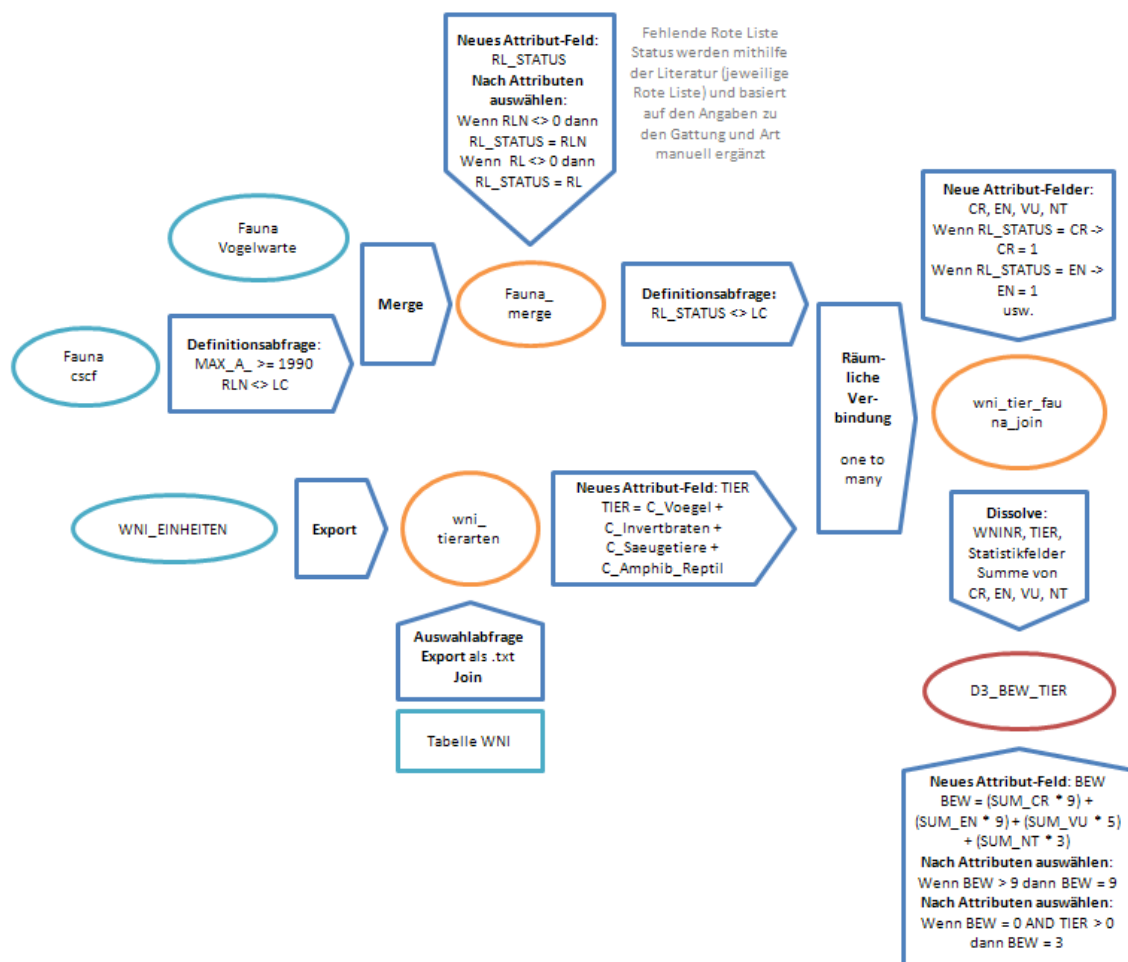 Neues Attribut-Feld:
RL_STATUS
Nach Attributen
auswählen:
Wenn RLN <> 0 dann
RL_STATUS = RLN
Wenn RL <> 0 dann
RL_STATUS = RL
Fehlende Rote Liste
Status werden mithilfe
der Literatur (jeweilige
Rote Liste) und basiert
auf den Angaben zu
den Gattung und Art
manuell ergänzt
Neue Attribut-Felder:
CR, EN, VU, NT
Wenn RL_STATUS = CR ->
CR = 1
Wenn RL_STATUS = EN ->
EN = 1
usw.
Fauna
Vogelwarte
Merge
Fauna_
merge
Definitionsabfrage:
RL_STATUS <> LC
Fauna
cscf
Definitionsabfrage:
MAX_A_ >= 1990
RLN <> LC
Räum-
liche
Ver-
bindung
one to
many
wni_tier_fau
na_join
WNI_EINHEITEN
Export
wni_
tierarten
Neues Attribut-Feld: TIER
TIER = C_Voegel +
C_Invertbraten +
C_Saeugetiere +
C_Amphib_Reptil
Dissolve:
WNINR, TIER,
Statistikfelder
Summe von
CR, EN, VU, NT
Auswahlabfrage
Export als .txt
Join
Tabelle WNI
D3_BEW_TIER
Neues Attribut-Feld: BEW
BEW = (SUM_CR * 9) +
(SUM_EN * 9) + (SUM_VU * 5)
+ (SUM_NT * 3)
Nach Attributen auswählen:
Wenn BEW > 9 dann BEW = 9
Nach Attributen auswählen:
Wenn BEW = 0 AND TIER > 0
dann BEW = 3